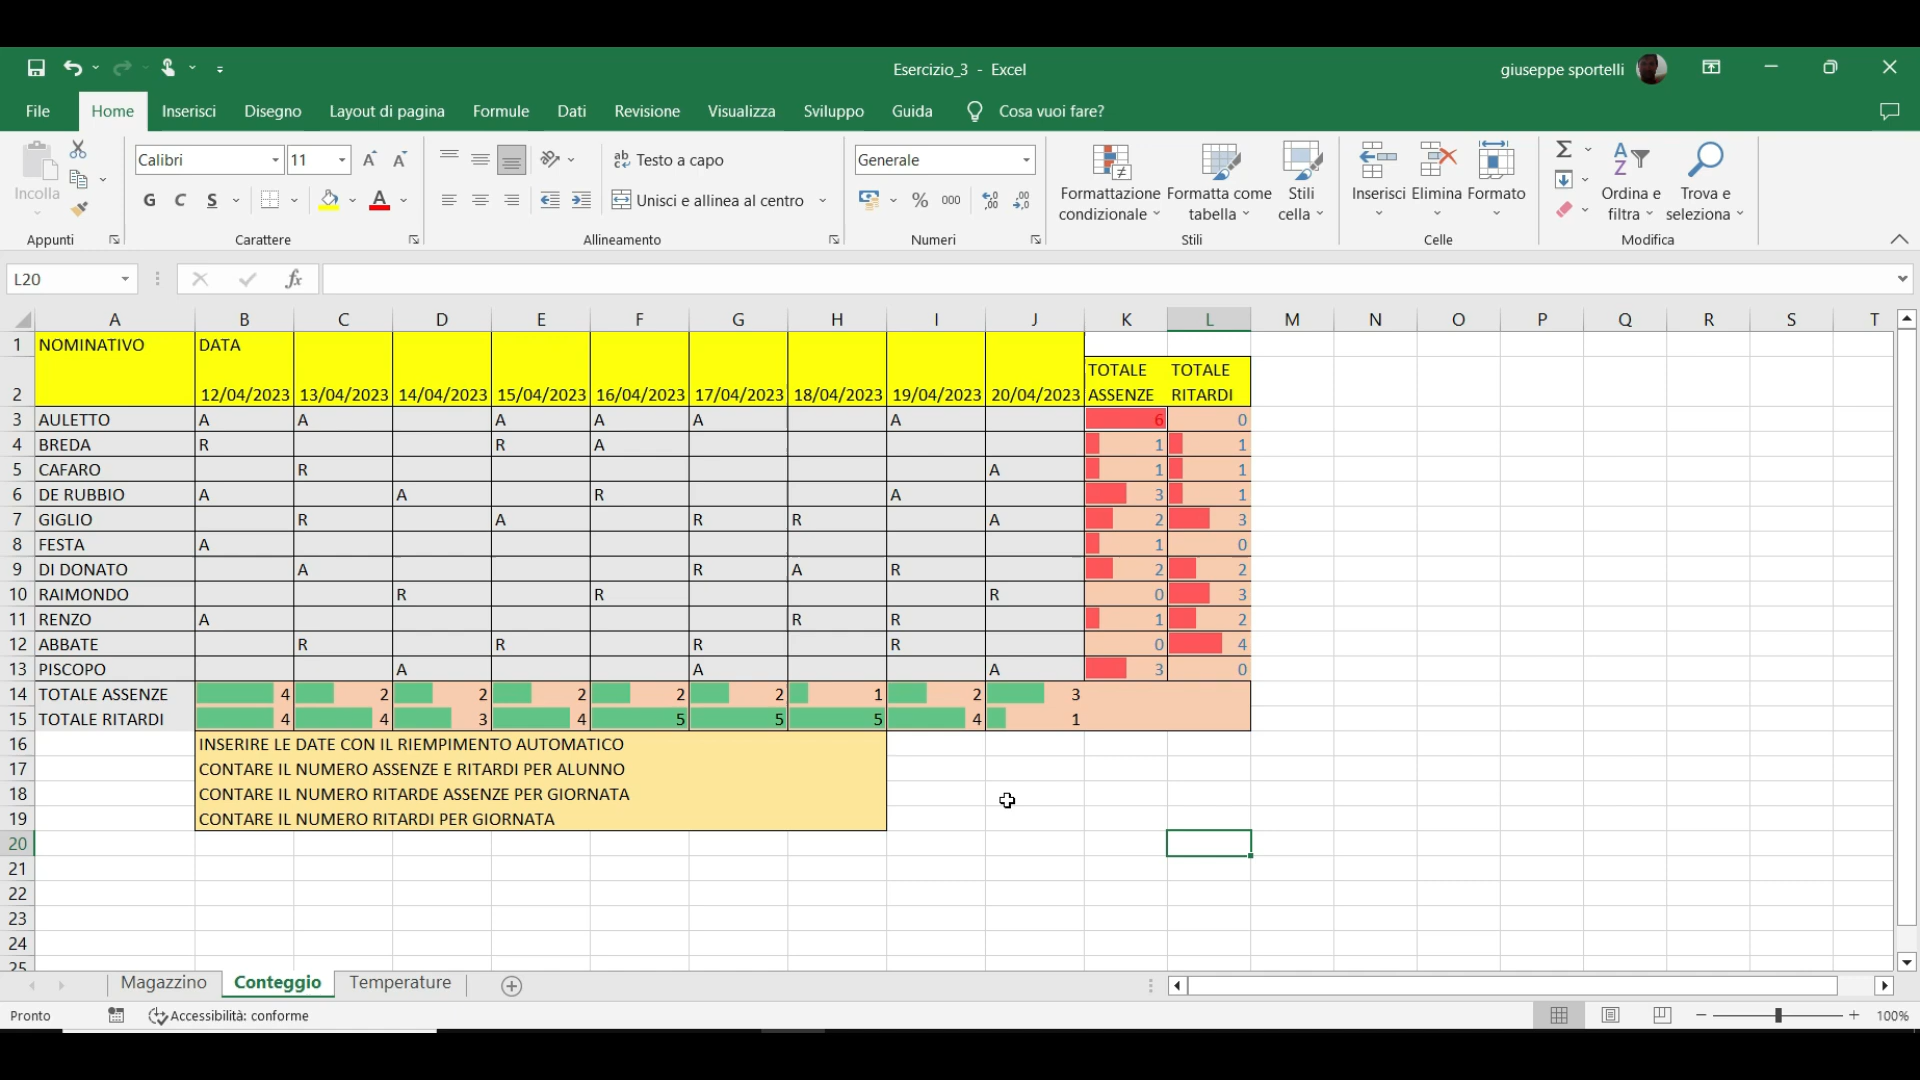 Esercizio_3 - Excel
giuseppe sportelli
File Home Inserisci Disegno Layout di pagina Formule Dati Revisione Visualizza Sviluppo Guida Cosa vuoi fare?
Incolla
Appunti
Calibri 11
G C S
Carattere
Testo a capo
Unisci e allinea al centro
Allineamento
Generale
% 000
Numeri
Formattazione condizionale
Formatta come tabella
Stili cella
Stili
Inserisci Elimina Formato
Celle
Ordina e filtra
Trova e seleziona
Modifica
L20
fx
A B C D E F G H I J K L M N O P Q R S T
1 NOMINATIVO DATA
2 12/04/2023 13/04/2023 14/04/2023 15/04/2023 16/04/2023 17/04/2023 18/04/2023 19/04/2023 20/04/2023 TOTALE ASSENZE TOTALE RITARDI
3 AULETTO A A A A A A 6 0
4 BREDA R R A 1 1
5 CAFARO R A 1 1
6 DE RUBBIO A A R A 3 1
7 GIGLIO R A R R A 2 3
8 FESTA A 1 0
9 DI DONATO A R A R 2 2
10 RAIMONDO R R R 0 3
11 RENZO A R R 1 2
12 ABBATE R R R R 0 4
13 PISCOPO A A A 3 0
14 TOTALE ASSENZE 4 2 2 2 2 2 1 2 3
15 TOTALE RITARDI 4 4 3 4 5 5 5 4 1
16 INSERIRE LE DATE CON IL RIEMPIMENTO AUTOMATICO
17 CONTARE IL NUMERO ASSENZE E RITARDI PER ALUNNO
18 CONTARE IL NUMERO RITARDE ASSENZE PER GIORNATA
19 CONTARE IL NUMERO RITARDI PER GIORNATA
20
21
22
23
24
25
Magazzino Conteggio Temperature
Pronto Accessibilità: conforme 100%